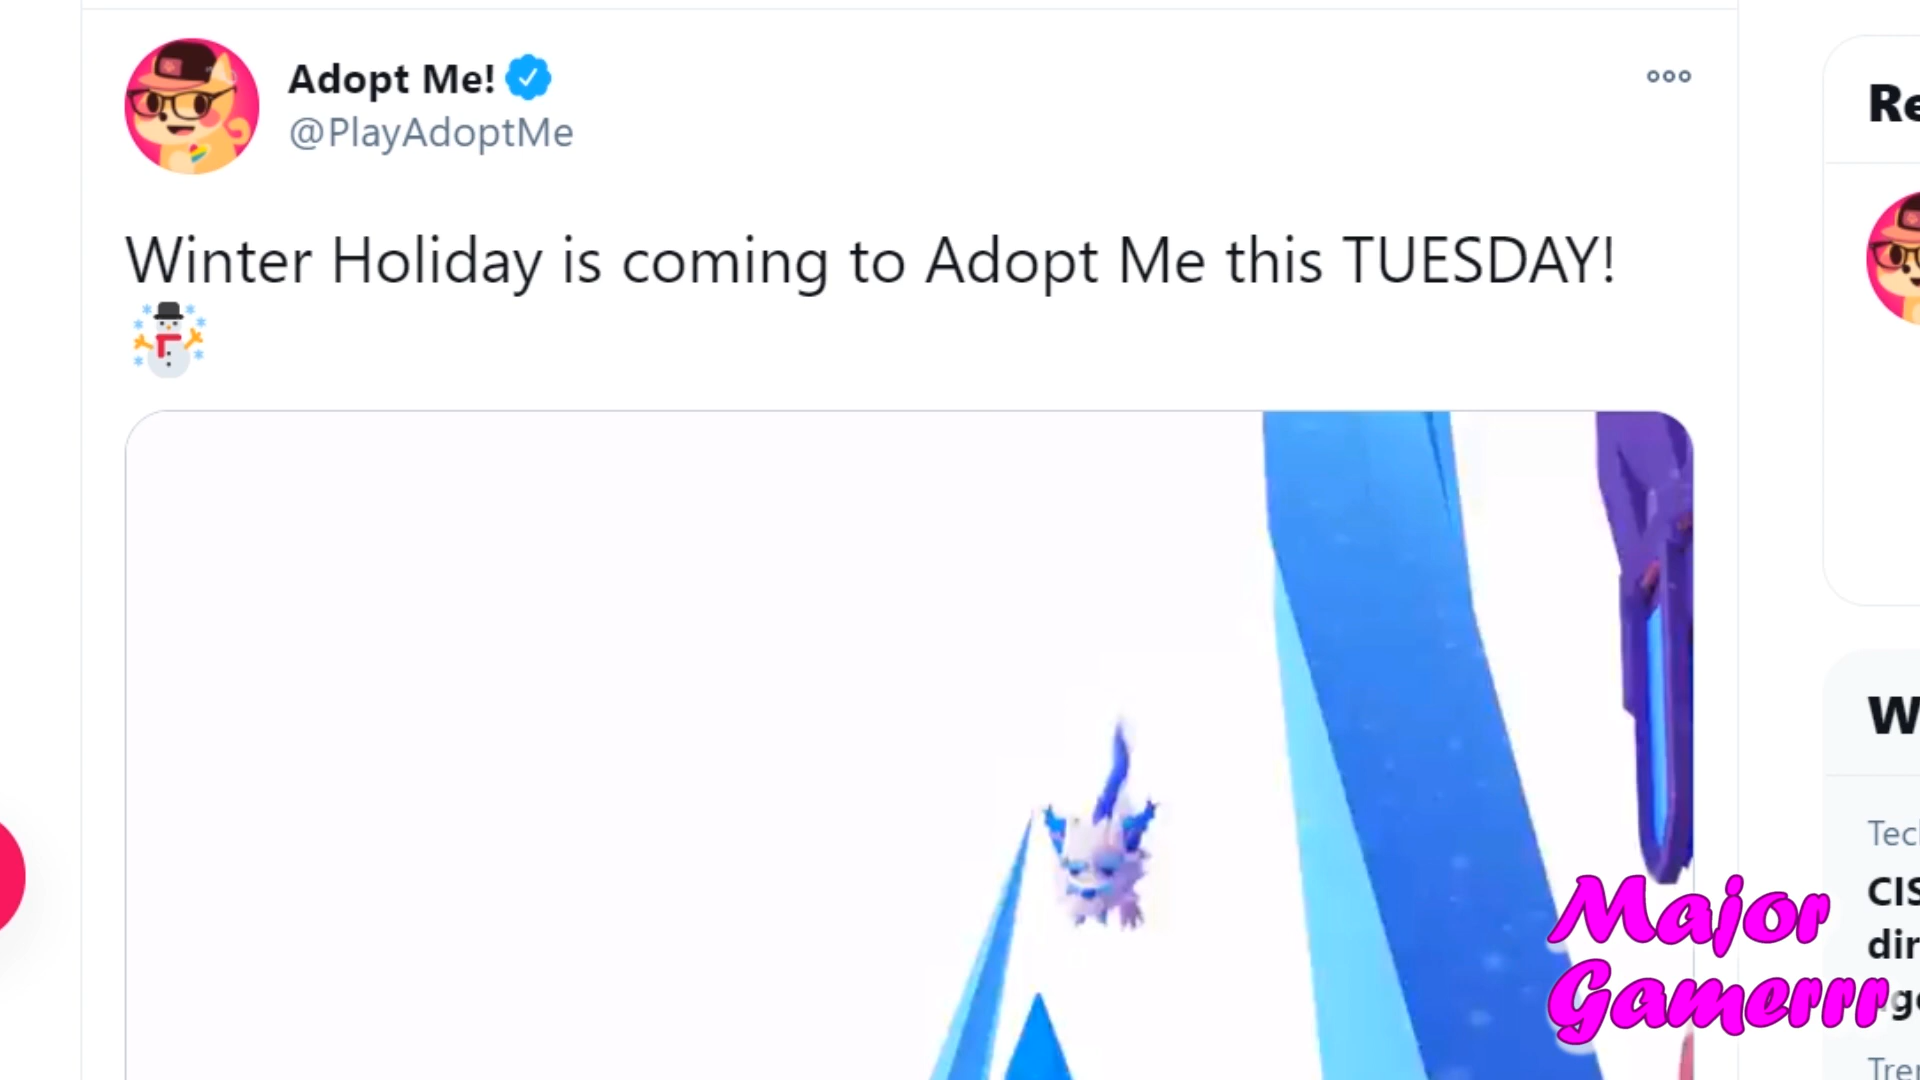 Adopt Me!
@PlayAdoptMe
Winter Holiday is coming to Adopt Me this TUESDAY!
Major
Gamerrr